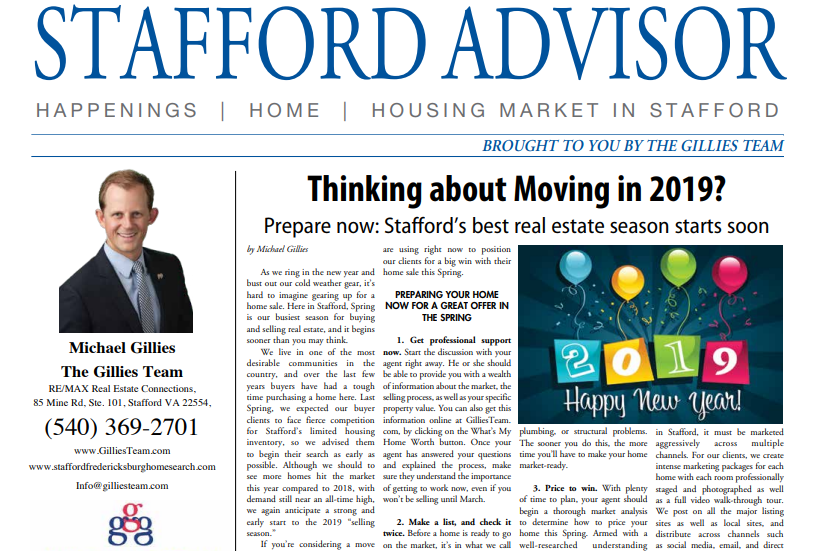 STAFFORD ADVISOR
HAPPENINGS | HOME | HOUSING MARKET IN STAFFORD
BROUGHT TO YOU BY THE GILLIES TEAM
Michael Gillies
The Gillies Team
RE/MAX Real Estate Connections,
85 Mine Rd, Ste. 101, Stafford VA 22554,
(540) 369-2701
www.GilliesTeam.com
www.staffordfredericksburghomesearch.com
Info@gilliesteam.com
ggg
Thinking about Moving in 2019?
Prepare now: Stafford's best real estate season starts soon
by Michael Gillies
As we ring in the new year and
bust out our cold weather gear, it's
hard to imagine gearing up for a
home sale. Here in Stafford, Spring
is our busiest season for buying
and selling real estate, and it begins
sooner than you may think.
We live in one of the most
desirable communities in the
country, and over the last few
years buyers have had a tough
time purchasing a home here. Last
Spring, we expected our buyer
clients to face fierce competition
for Stafford's limited housing
inventory, so we advised them
to begin their search as early as
possible. Although we should to
see more homes hit the market
this year compared to 2018, with
demand still near an all-time high,
we again anticipate a strong and
early start to the 2019 "selling
season."
If you're considering a move
are using right now to position
our clients for a big win with their
home sale this Spring.
PREPARING YOUR HOME
NOW FOR A GREAT OFFER IN
THE SPRING
1. Get professional support
now. Start the discussion with your
agent right away. He or she should
be able to provide you with a wealth
of information about the market, the
selling process, as well as your specific
property value. You can also get this
information online at GilliesTeam.
com, by clicking on the What's My
Home Worth button. Once your
agent has answered your questions
and explained the process, make
sure they understand the importance
of getting to work now, even if you
won't be selling until March.
2. Make a list, and check it
twice. Before a home is ready to go
on the market, it's in what we call
2019
Happy New Year!
plumbing, or structural problems.
The sooner you do this, the more
time you'll have to make your home
market-ready.
3. Price to win. With plenty
of time to plan, your agent should
begin a thorough market analysis
to determine how to price your
home this Spring. Armed with a
well-researched understanding
in Stafford, it must be marketed
aggressively across multiple
channels. For our clients, we create
intense marketing packages for each
home with each room professionally
staged and photographed as well
as a full video walk-through tour.
We post on all the major listing
sites as well as local sites, and
distribute across channels such
as social media, email, and direct